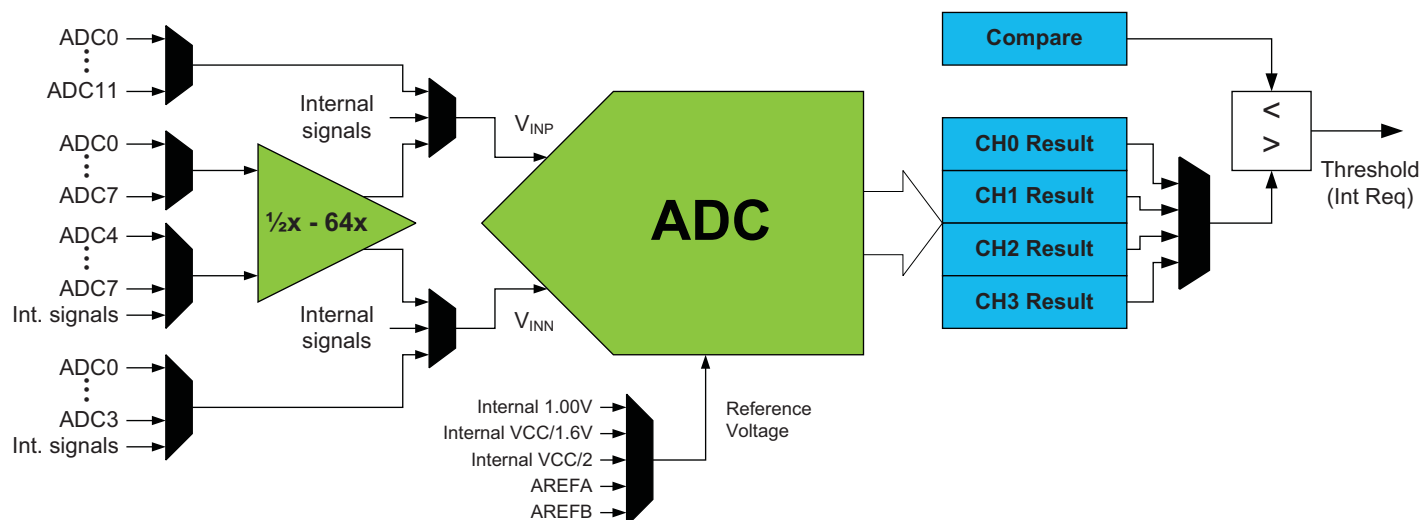 ADC0
ADC11
Internal
signals
ADC0
ADC7
ADC4
ADC7
Int. signals
½x - 64x
Internal
signals
ADC0
ADC3
Int. signals
VINP
VINN
ADC
Internal 1.00V
Internal VCC/1.6V
Internal VCC/2
AREFA
AREFB
Reference
Voltage
Compare
CH0 Result
CH1 Result
CH2 Result
CH3 Result
<
>
Threshold
(Int Req)